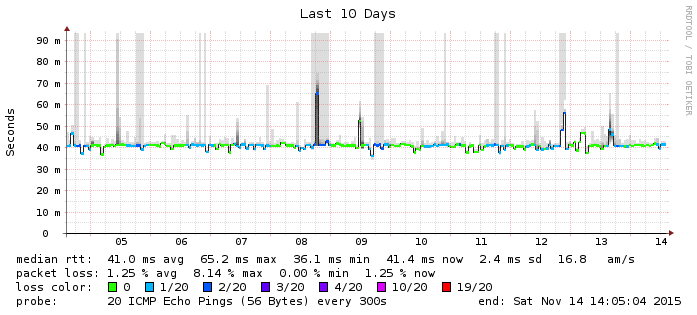 Last 10 Days
RRDTOOL / TOBI OETIKER
Seconds
90 m
80 m
70 m
60 m
50 m
40 m
30 m
20 m
10 m
0
05 06 07 08 09 10 11 12 13 14
median rtt: 41.0 ms avg 65.2 ms max 36.1 ms min 41.4 ms now 2.4 ms sd 16.8 am/s
packet loss: 1.25 % avg 8.14 % max 0.00 % min 1.25 % now
loss color: 0 1/20 2/20 3/20 4/20 10/20 19/20
probe: 20 ICMP Echo Pings (56 Bytes) every 300s end: Sat Nov 14 14:05:04 2015